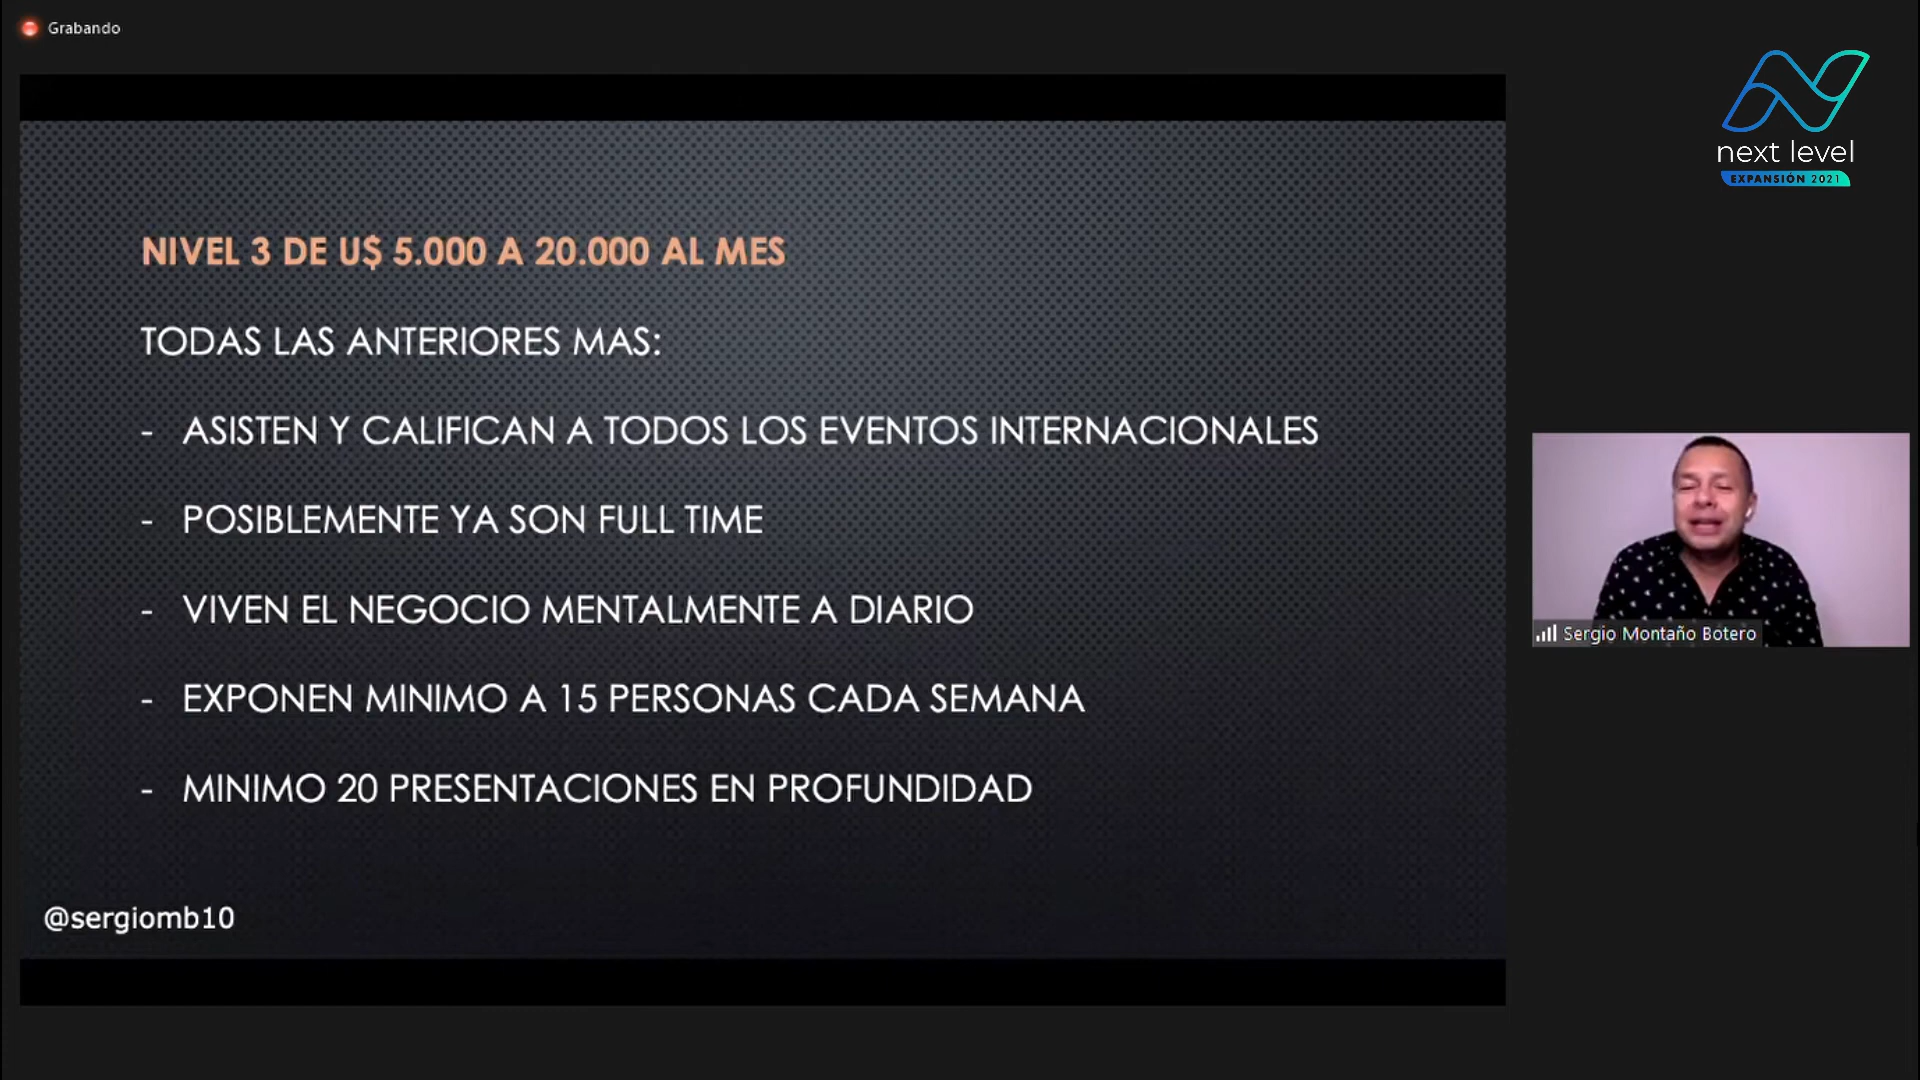 Grabando
next level
EXPANSIÓN 2021
NIVEL 3 DE U$ 5.000 A 20.000 AL MES
TODAS LAS ANTERIORES MAS:
- ASISTEN Y CALIFICAN A TODOS LOS EVENTOS INTERNACIONALES
- POSIBLEMENTE YA SON FULL TIME
- VIVEN EL NEGOCIO MENTALMENTE A DIARIO
- EXPONEN MINIMO A 15 PERSONAS CADA SEMANA
- MINIMO 20 PRESENTACIONES EN PROFUNDIDAD
@sergiomb10
Sergio Montaño Botero